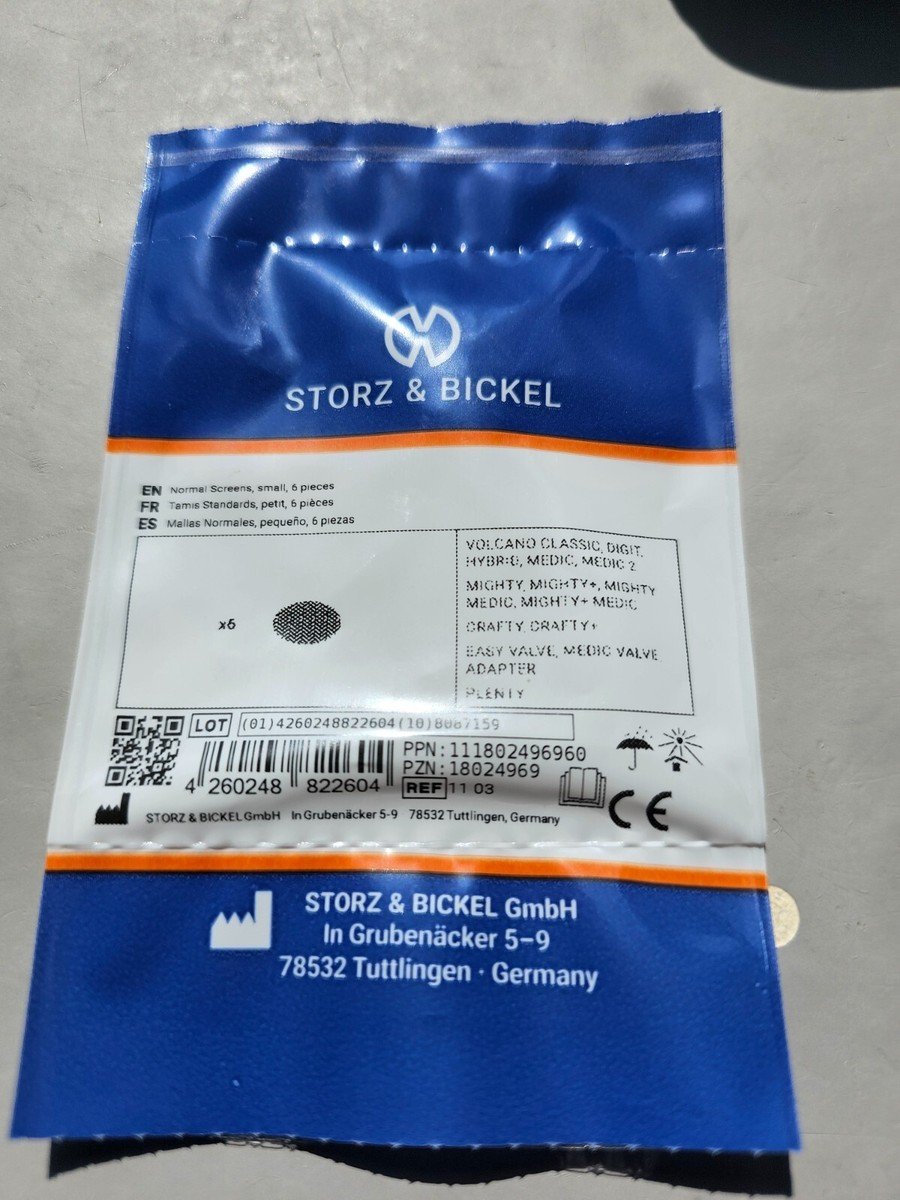 STORZ & BICKEL
EN Normal Screens, small, 6 pieces
FR Tamis Standards, petit, 6 pièces
ES Mallas Normales, pequeño, 6 piezas
x6
VOLCANO CLASSIC, DIGIT,
HYBRID, MEDIC, MEDIC 2
MIGHTY, MIGHTY+, MIGHTY
MEDIC, MIGHTY+ MEDIC
CRAFTY, CRAFTY+
EASY VALVE, MEDIC VALVE
ADAPTER
PLENTY
LOT (01)4260248822604(10)8087159
PPN:111802496960
PZN:18024969
4 260248 822604
REF 11 03
CE
STORZ & BICKEL GmbH In Grubenäcker 5-9 · 78532 Tuttlingen, Germany
STORZ & BICKEL GmbH
In Grubenäcker 5–9
78532 Tuttlingen · Germany